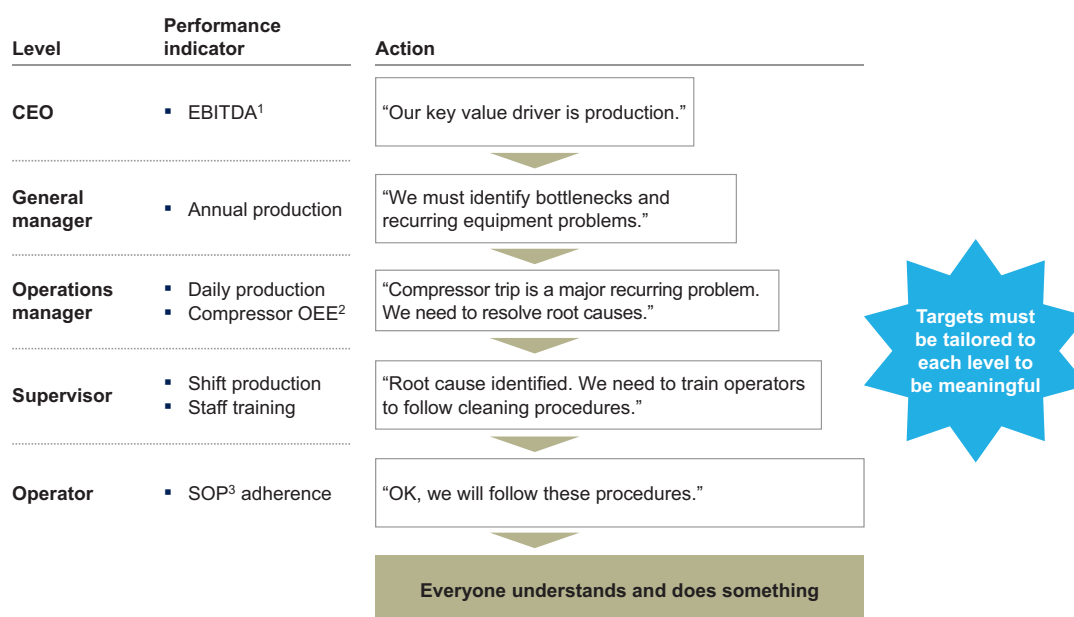 Level
Performance
indicator
Action
CEO
▪ EBITDA¹
“Our key value driver is production.”
General
manager
▪ Annual production
“We must identify bottlenecks and
recurring equipment problems.”
Operations
manager
▪ Daily production
▪ Compressor OEE²
“Compressor trip is a major recurring problem.
We need to resolve root causes.”
Supervisor
▪ Shift production
▪ Staff training
“Root cause identified. We need to train operators
to follow cleaning procedures.”
Operator
▪ SOP³ adherence
“OK, we will follow these procedures.”
Everyone understands and does something
Targets must
be tailored to
each level to
be meaningful